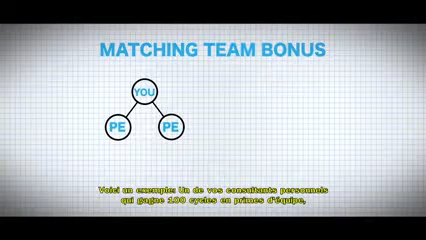 MATCHING TEAM BONUS
YOU
PE PE
Voici un exemple: Un de vos consultants personnels
qui gagne 100 cycles en primes d'équipe,